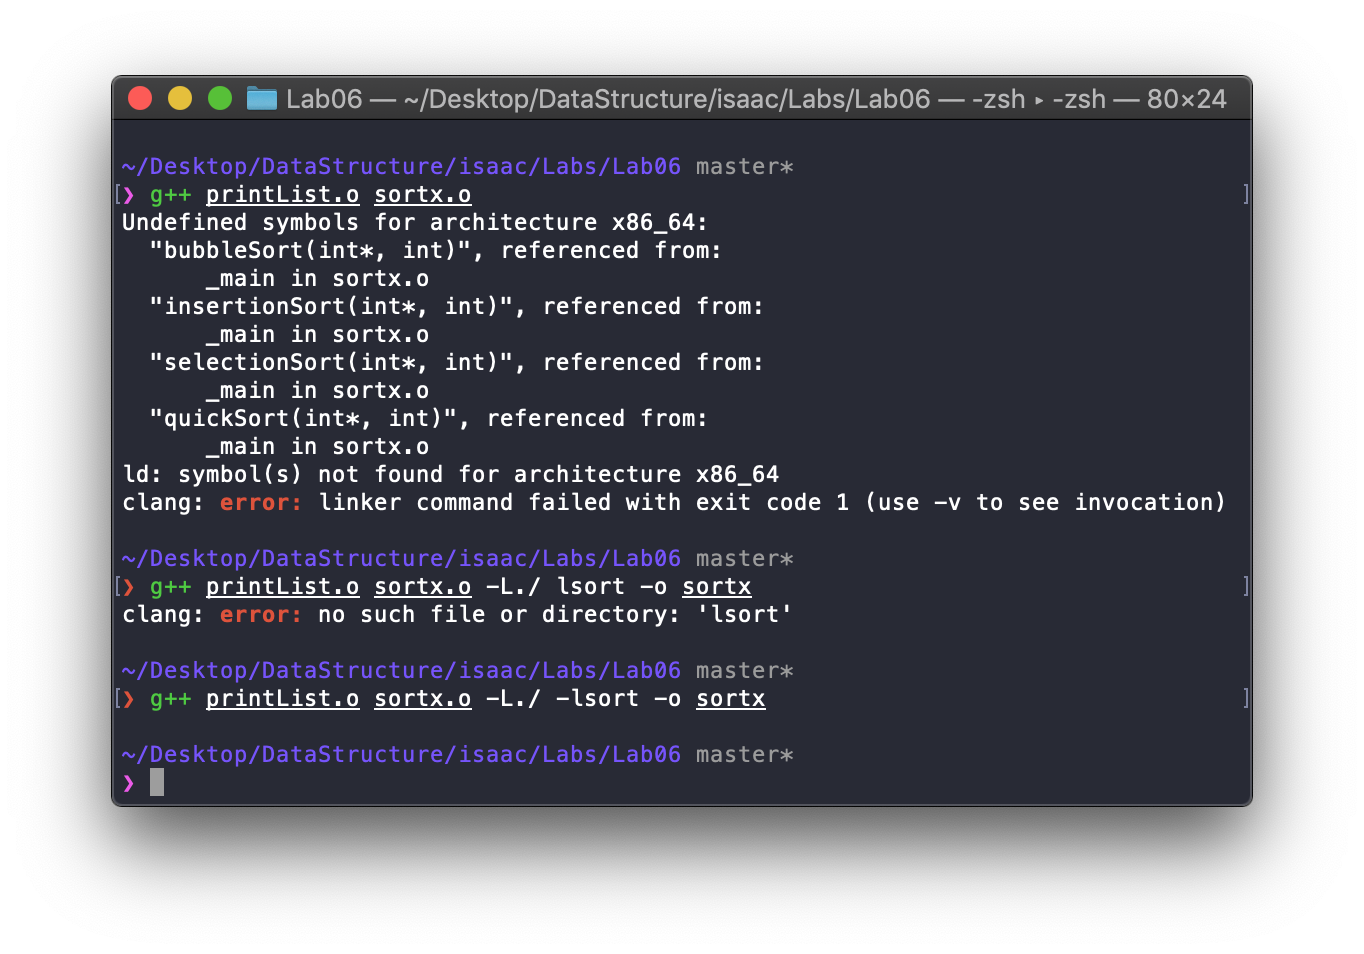 Lab06 — ~/Desktop/DataStructure/isaac/Labs/Lab06 — -zsh ▸ -zsh — 80×24
~/Desktop/DataStructure/isaac/Labs/Lab06 master*
[❯ g++ printList.o sortx.o ]
Undefined symbols for architecture x86_64:
  "bubbleSort(int*, int)", referenced from:
      _main in sortx.o
  "insertionSort(int*, int)", referenced from:
      _main in sortx.o
  "selectionSort(int*, int)", referenced from:
      _main in sortx.o
  "quickSort(int*, int)", referenced from:
      _main in sortx.o
ld: symbol(s) not found for architecture x86_64
clang: error: linker command failed with exit code 1 (use -v to see invocation)
~/Desktop/DataStructure/isaac/Labs/Lab06 master*
[❯ g++ printList.o sortx.o -L./ lsort -o sortx ]
clang: error: no such file or directory: 'lsort'
~/Desktop/DataStructure/isaac/Labs/Lab06 master*
[❯ g++ printList.o sortx.o -L./ -lsort -o sortx ]
~/Desktop/DataStructure/isaac/Labs/Lab06 master*
❯